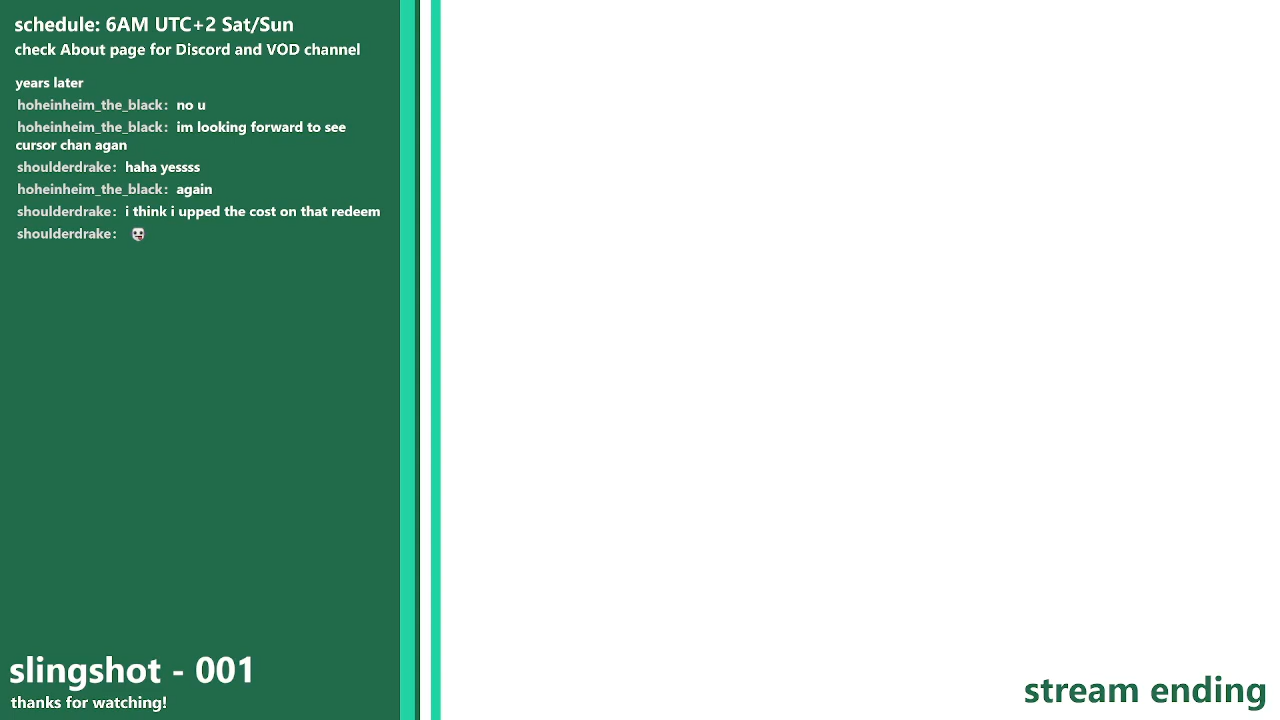 schedule: 6AM UTC+2 Sat/Sun
check About page for Discord and VOD channel
years later
hoheinheim_the_black: no u
hoheinheim_the_black: im looking forward to see
cursor chan agan
shoulderdrake: haha yessss
hoheinheim_the_black: again
shoulderdrake: i think i upped the cost on that redeem
shoulderdrake:
slingshot - 001
thanks for watching!
stream ending